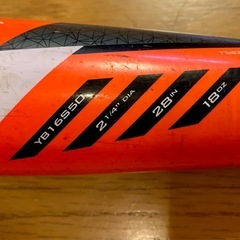 YB16S50
2 1/4" DIA
28 IN
18 OZ